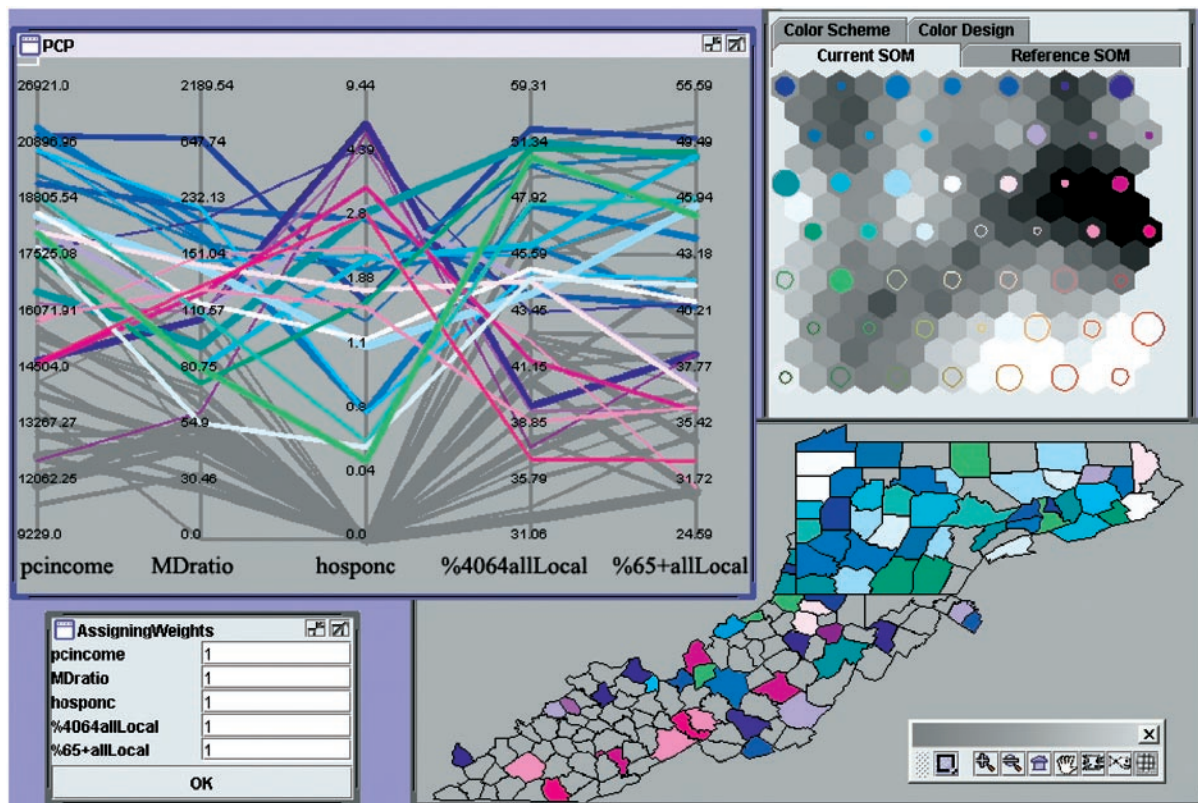 PCP
26921.0 2189.54 9.44 59.31 65.59
20896.95 647.74 4.39 51.34 49.49
18805.54 232.13 2.8 47.92 45.94
17525.08 151.04 1.88 45.59 43.18
16071.91 110.57 1.1 43.45 40.21
14504.0 80.75 0.8 41.15 37.77
13267.27 54.9 0.04 38.85 35.42
12062.25 30.46 35.79 31.72
9229.0 0.0 0.0 31.06 24.59
pcincome MDratio hosponc %4064allLocal %65+allLocal
Color Scheme Color Design
Current SOM Reference SOM
AssigningWeights
pcincome 1
MDratio 1
hosponc 1
%4064allLocal 1
%65+allLocal 1
OK